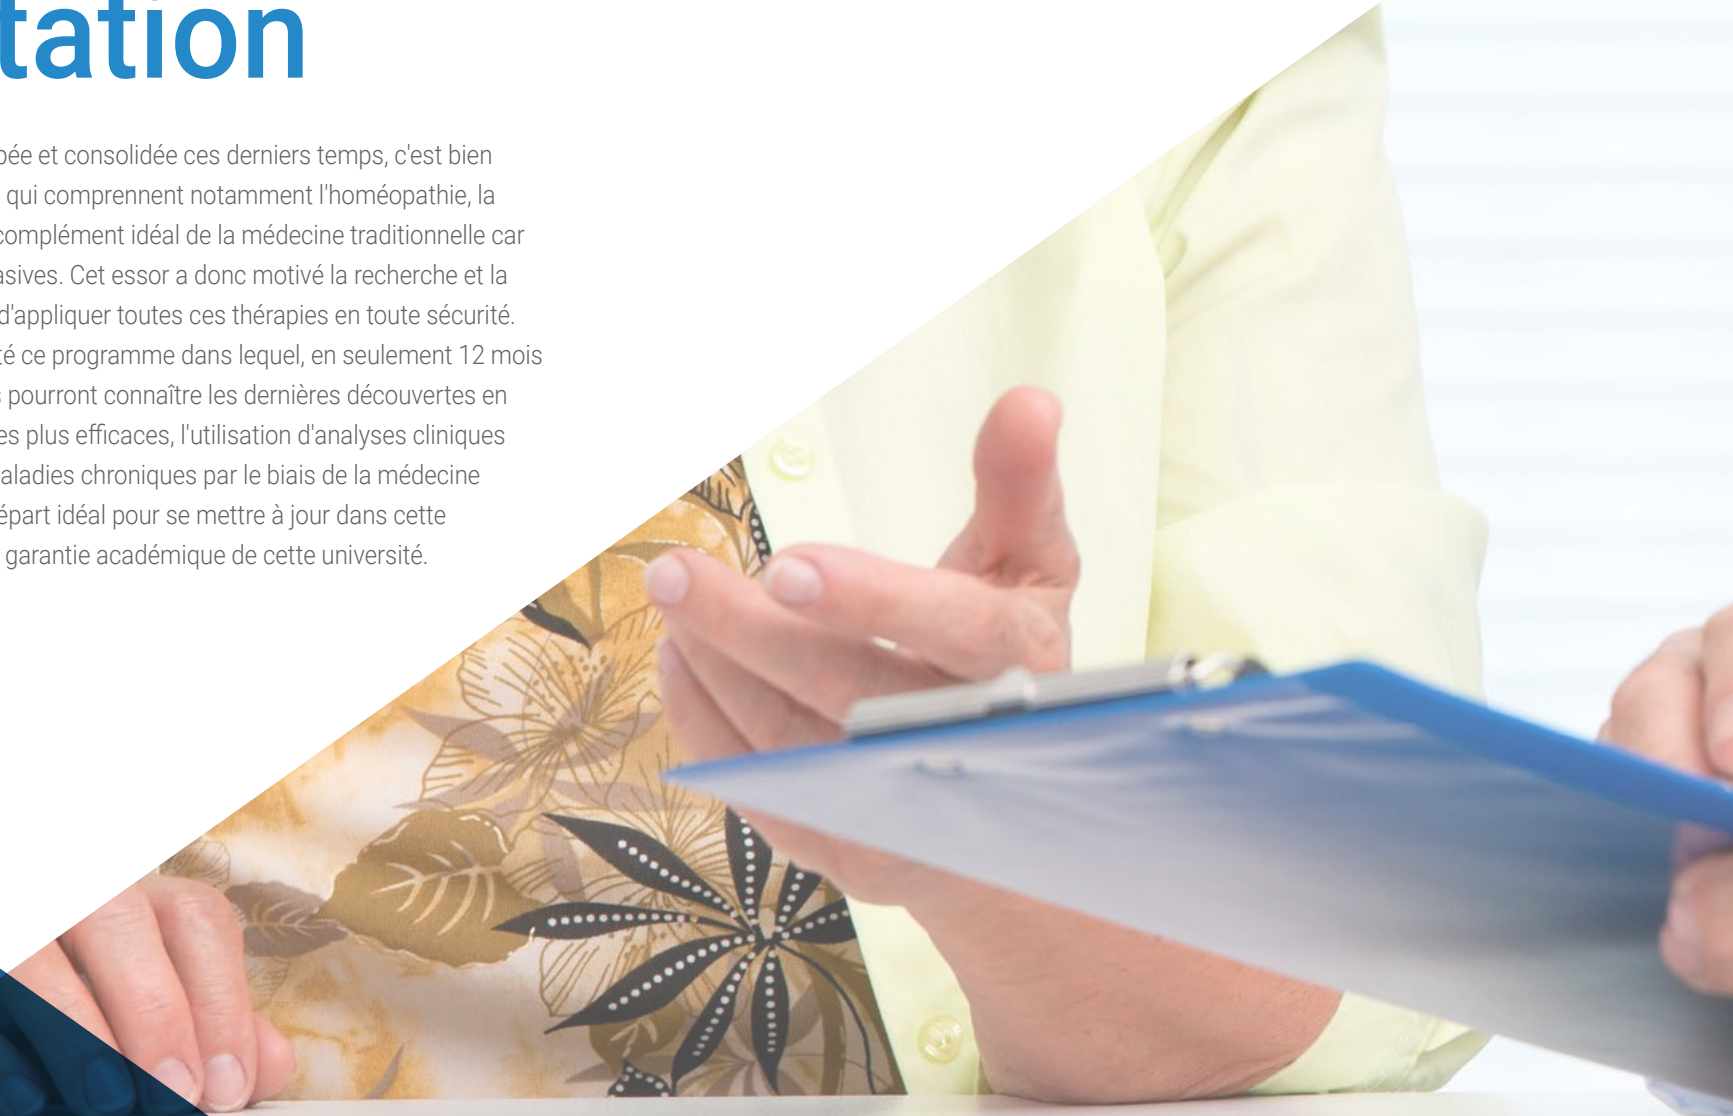 tation
pée et consolidée ces derniers temps, c'est bien
qui comprennent notamment l'homéopathie, la
complément idéal de la médecine traditionnelle car
asives. Cet essor a donc motivé la recherche et la
d'appliquer toutes ces thérapies en toute sécurité.
té ce programme dans lequel, en seulement 12 mois
s pourront connaître les dernières découvertes en
es plus efficaces, l'utilisation d'analyses cliniques
aladies chroniques par le biais de la médecine
épart idéal pour se mettre à jour dans cette
garantie académique de cette université.